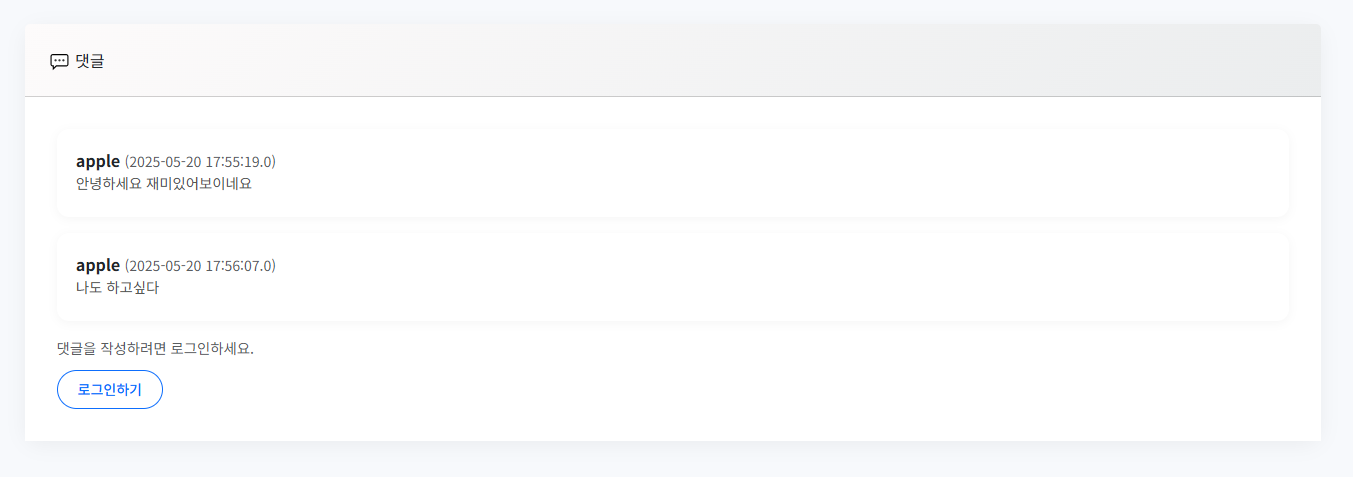 댓글
apple (2025-05-20 17:55:19.0)
안녕하세요 재미있어보이네요
apple (2025-05-20 17:56:07.0)
나도 하고싶다
댓글을 작성하려면 로그인하세요.
로그인하기